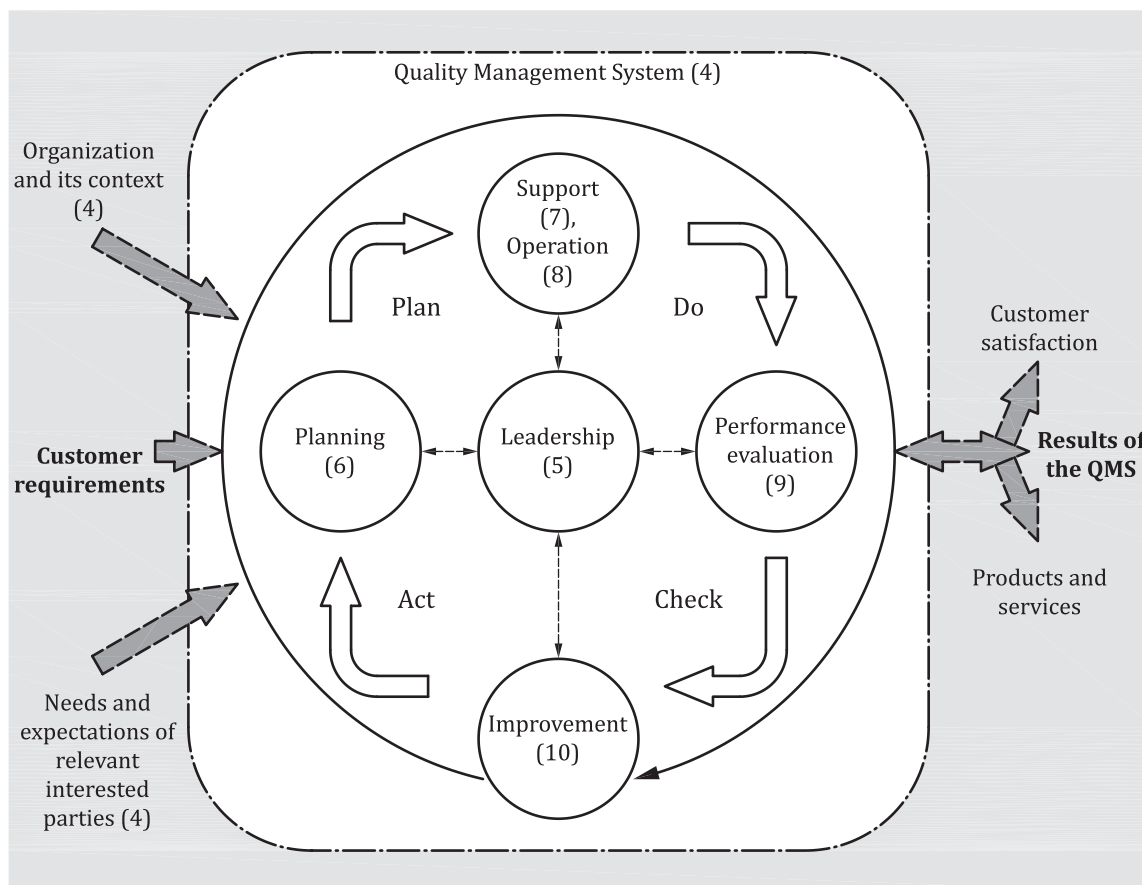 Quality Management System (4)
Organization
and its context
(4)
Support
(7),
Operation
(8)
Plan
Do
Customer
satisfaction
Planning
(6)
Leadership
(5)
Performance
evaluation
(9)
Customer
requirements
Results of
the QMS
Act
Check
Products and
services
Improvement
(10)
Needs and
expectations of
relevant
interested
parties (4)